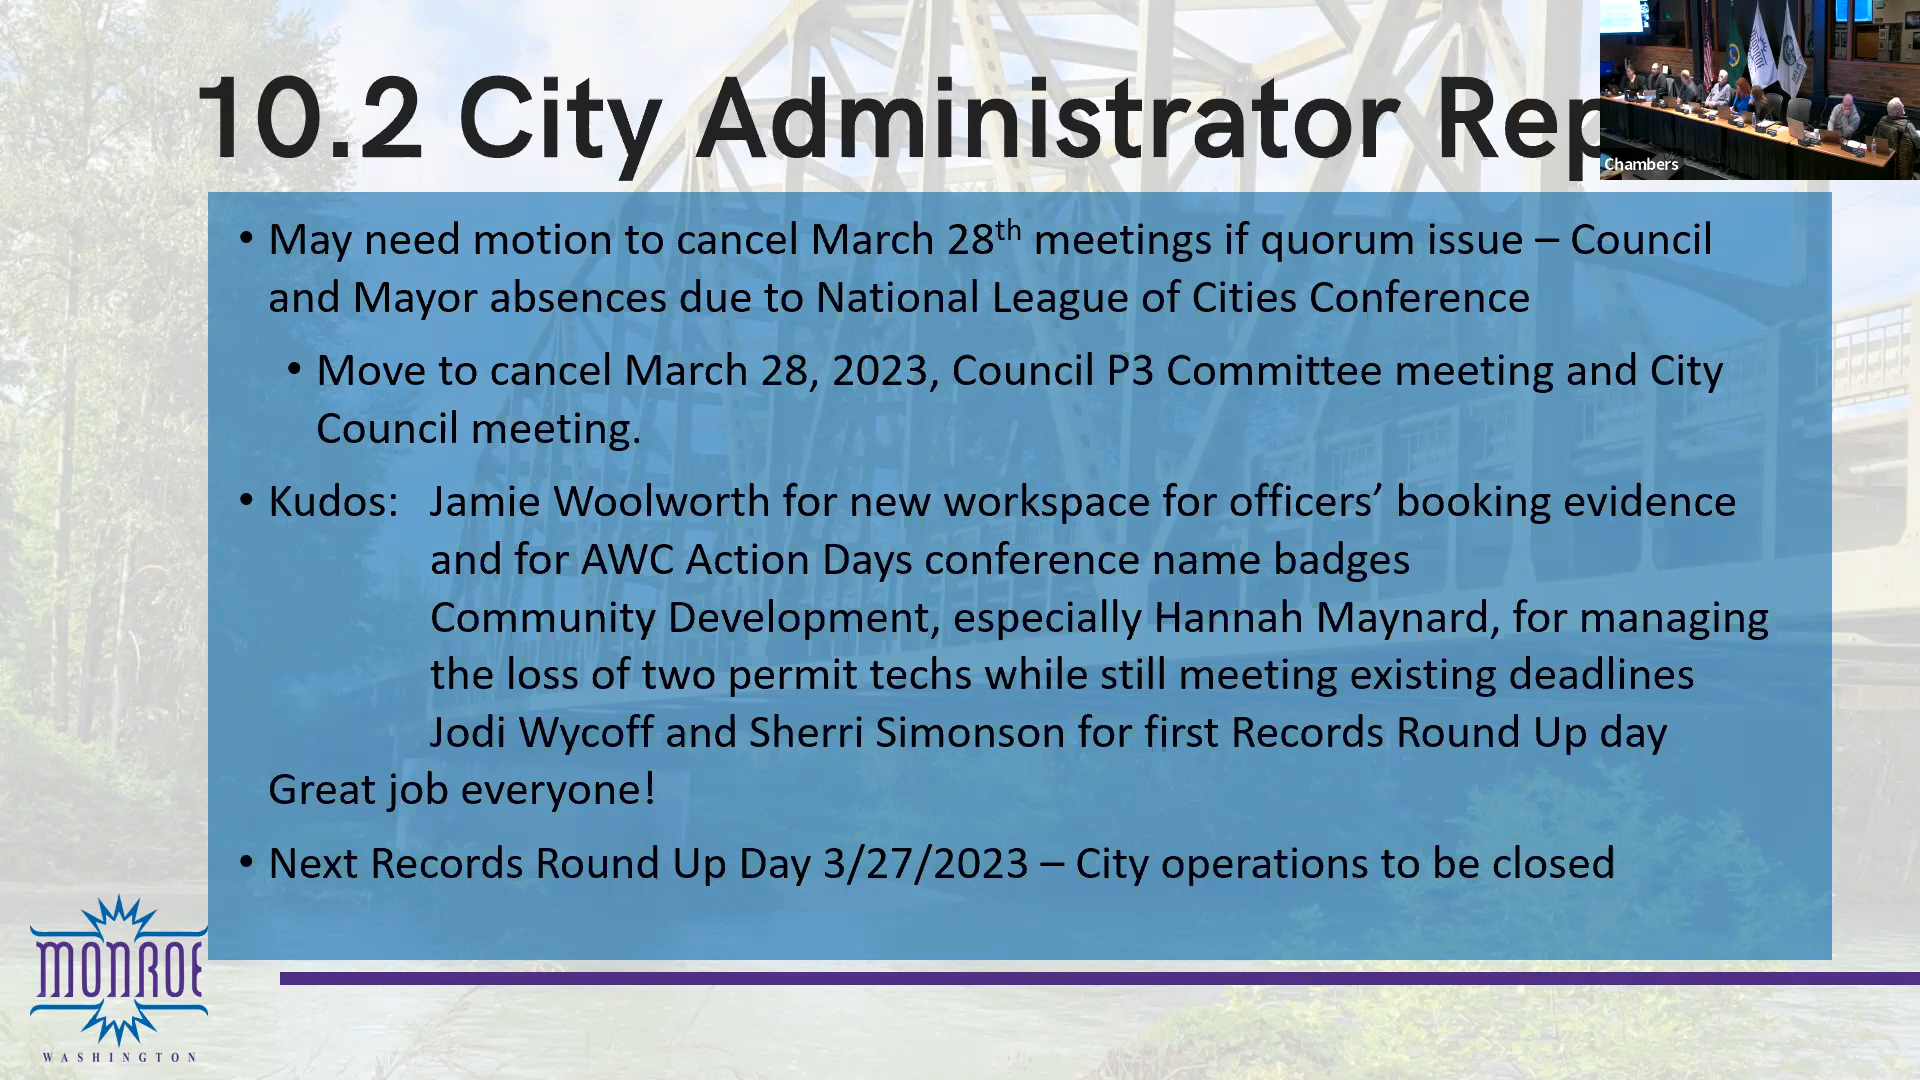 10.2 City Administrator Rep
Chambers
• May need motion to cancel March 28th meetings if quorum issue – Council
and Mayor absences due to National League of Cities Conference
• Move to cancel March 28, 2023, Council P3 Committee meeting and City
Council meeting.
• Kudos: Jamie Woolworth for new workspace for officers’ booking evidence
and for AWC Action Days conference name badges
Community Development, especially Hannah Maynard, for managing
the loss of two permit techs while still meeting existing deadlines
Jodi Wycoff and Sherri Simonson for first Records Round Up day
Great job everyone!
• Next Records Round Up Day 3/27/2023 – City operations to be closed
MONROE
WASHINGTON